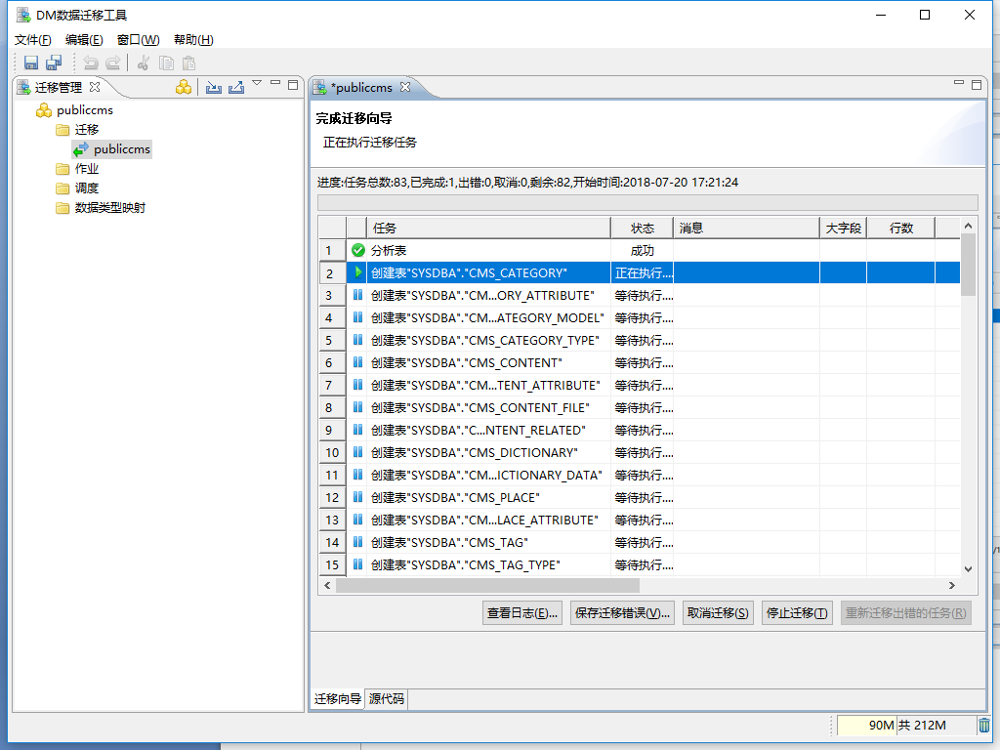 DM数据迁移工具
文件(F) 编辑(E) 窗口(W) 帮助(H)
迁移管理
publiccms
迁移
publiccms
作业
调度
数据类型映射
*publiccms
完成迁移向导
正在执行迁移任务
进度:任务总数:83,已完成:1,出错:0,取消:0,剩余:82,开始时间:2018-07-20 17:21:24
任务 状态 消息 大字段 行数
1 分析表 成功
2 创建表"SYSDBA"."CMS_CATEGORY" 正在执行....
3 创建表"SYSDBA"."CM...ORY_ATTRIBUTE" 等待执行....
4 创建表"SYSDBA"."CM...ATEGORY_MODEL" 等待执行....
5 创建表"SYSDBA"."CMS_CATEGORY_TYPE" 等待执行....
6 创建表"SYSDBA"."CMS_CONTENT" 等待执行....
7 创建表"SYSDBA"."CM...TENT_ATTRIBUTE" 等待执行....
8 创建表"SYSDBA"."CMS_CONTENT_FILE" 等待执行....
9 创建表"SYSDBA"."C...NTENT_RELATED" 等待执行....
10 创建表"SYSDBA"."CMS_DICTIONARY" 等待执行....
11 创建表"SYSDBA"."CM...ICTIONARY_DATA" 等待执行....
12 创建表"SYSDBA"."CMS_PLACE" 等待执行....
13 创建表"SYSDBA"."CM...LACE_ATTRIBUTE" 等待执行....
14 创建表"SYSDBA"."CMS_TAG" 等待执行....
15 创建表"SYSDBA"."CMS_TAG_TYPE" 等待执行....
查看日志(E)... 保存迁移错误(V)... 取消迁移(S) 停止迁移(T) 重新迁移出错的任务(R)
迁移向导 源代码
90M 共 212M